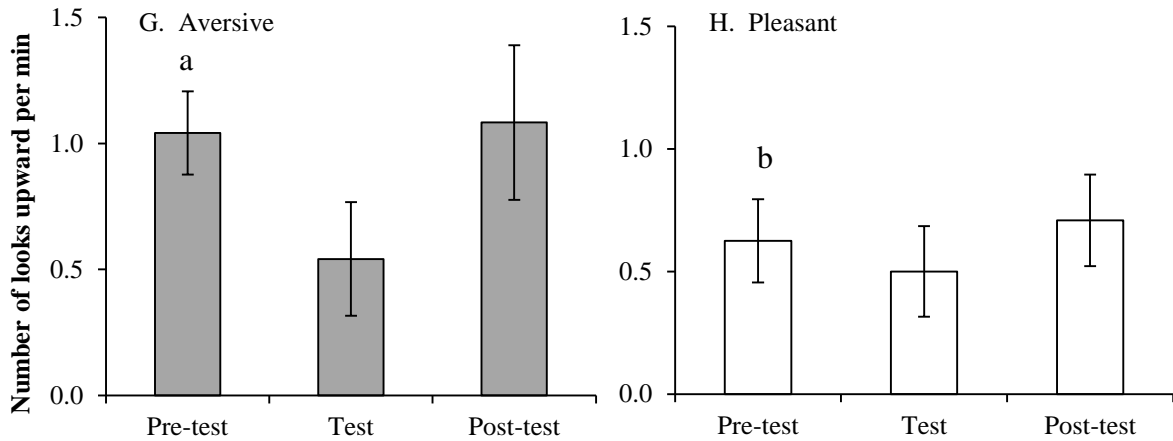 Number of looks upward per min
1.5
1.0
0.5
0.0
G. Aversive
a
Pre-test Test Post-test
1.5
1.0
0.5
0.0
H. Pleasant
b
Pre-test Test Post-test